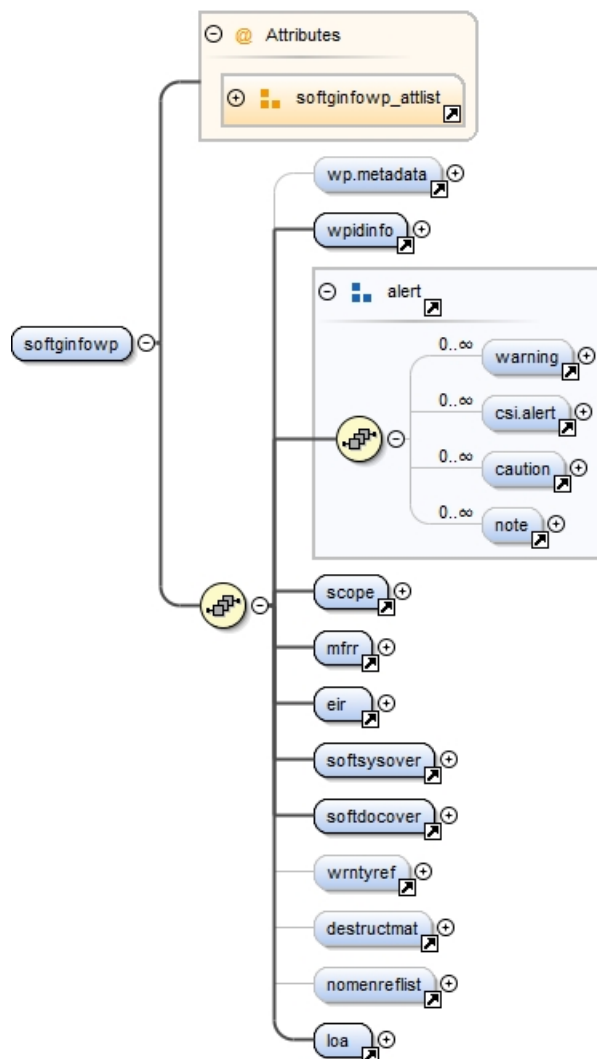 @ Attributes
softginfowp_attlist
wp.metadata
wpidinfo
alert
softginfowp
0..∞
warning
0..∞
csi.alert
0..∞
caution
0..∞
note
scope
mfrr
eir
softsysover
softdocover
wrntyref
destructmat
nomenreflist
loa